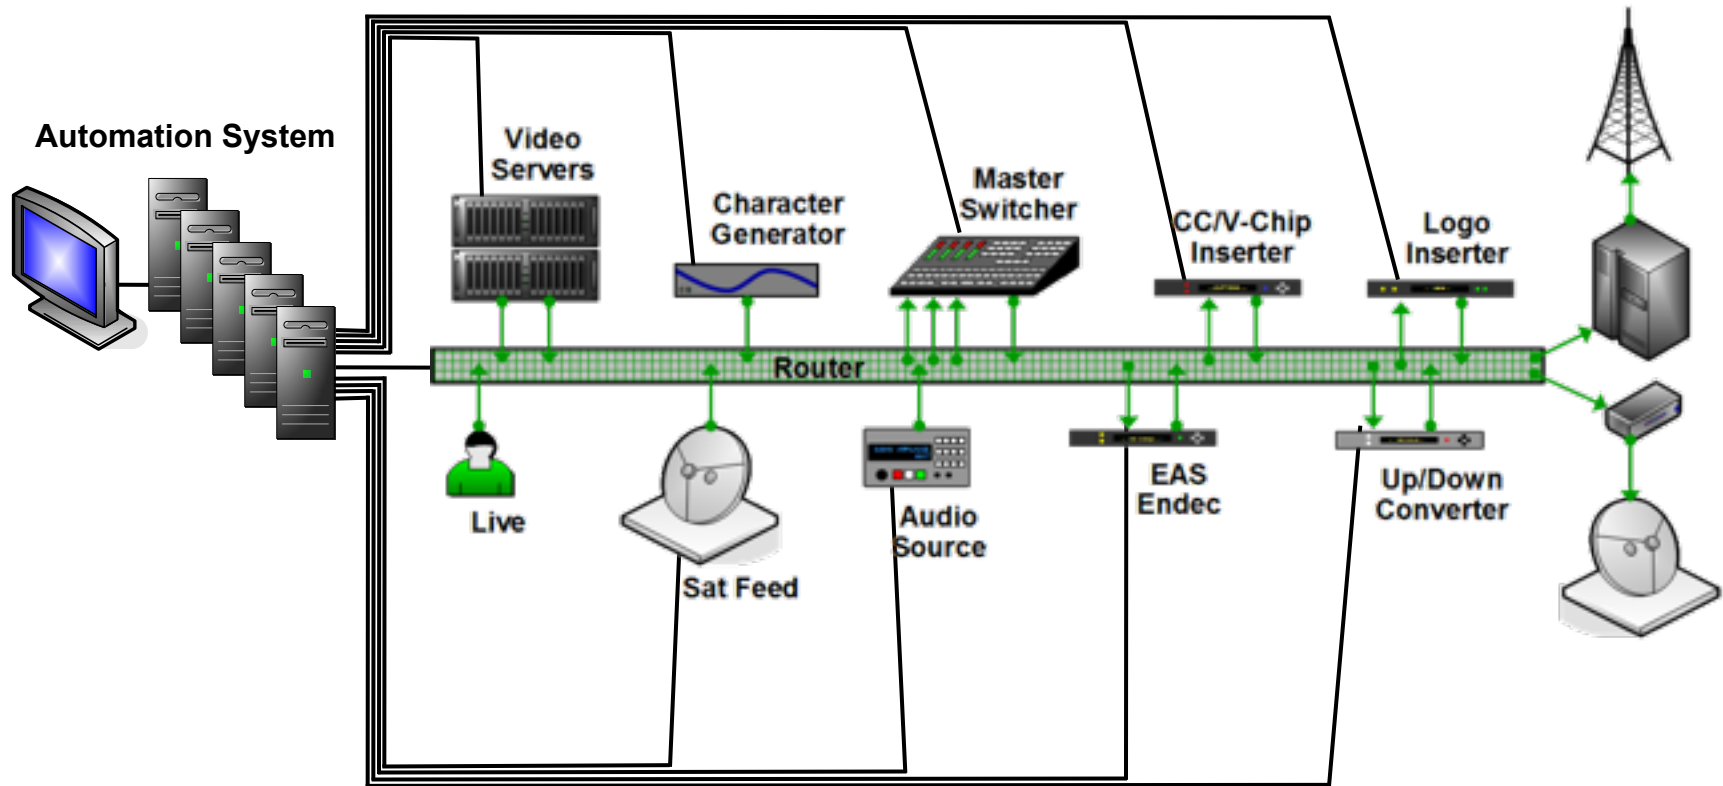 Automation System
Video
Servers
Character
Generator
Master
Switcher
CC/V-Chip
Inserter
Logo
Inserter
Router
Live
Sat Feed
Audio
Source
EAS
Endec
Up/Down
Converter